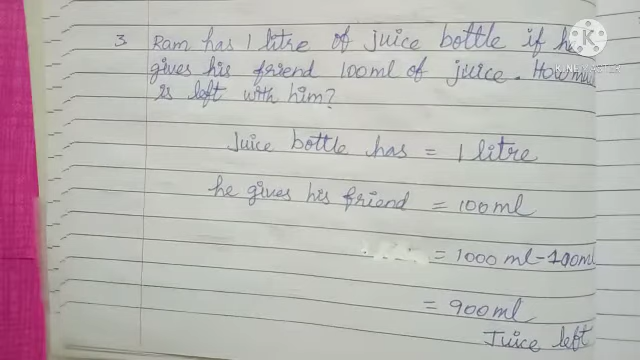 3 Ram has 1 litre of juice bottle if he
gives his friend 100ml of juice. How much
is left with him?
Juice bottle has = 1 litre
he gives his friend = 100ml
= 1000 ml - 100ml
= 900ml
Juice left